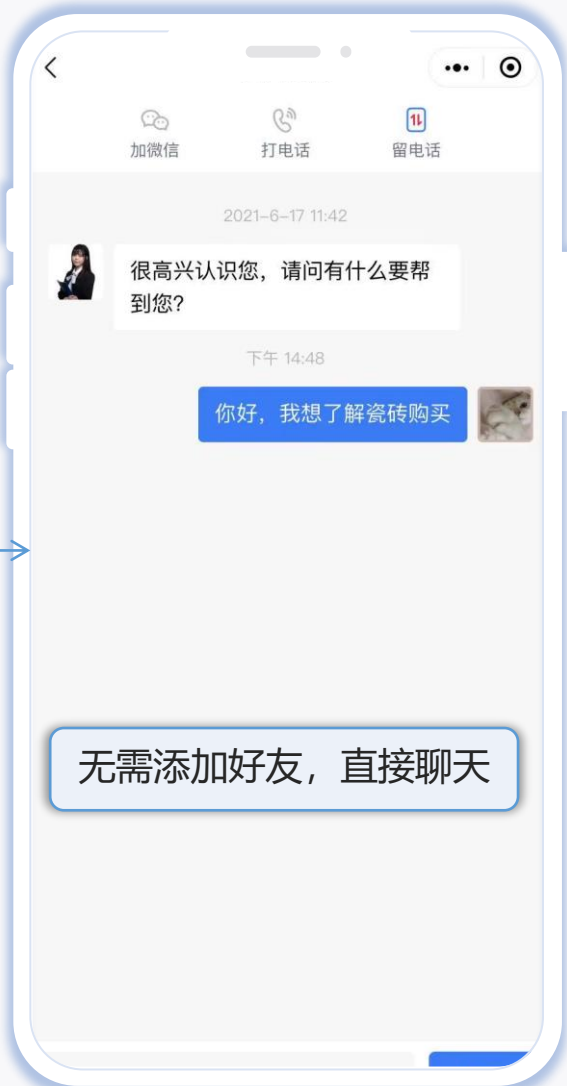 加微信
打电话
留电话
2021-6-17 11:42
很高兴认识您，请问有什么要帮
到您?
下午 14:48
你好，我想了解瓷砖购买
无需添加好友，直接聊天